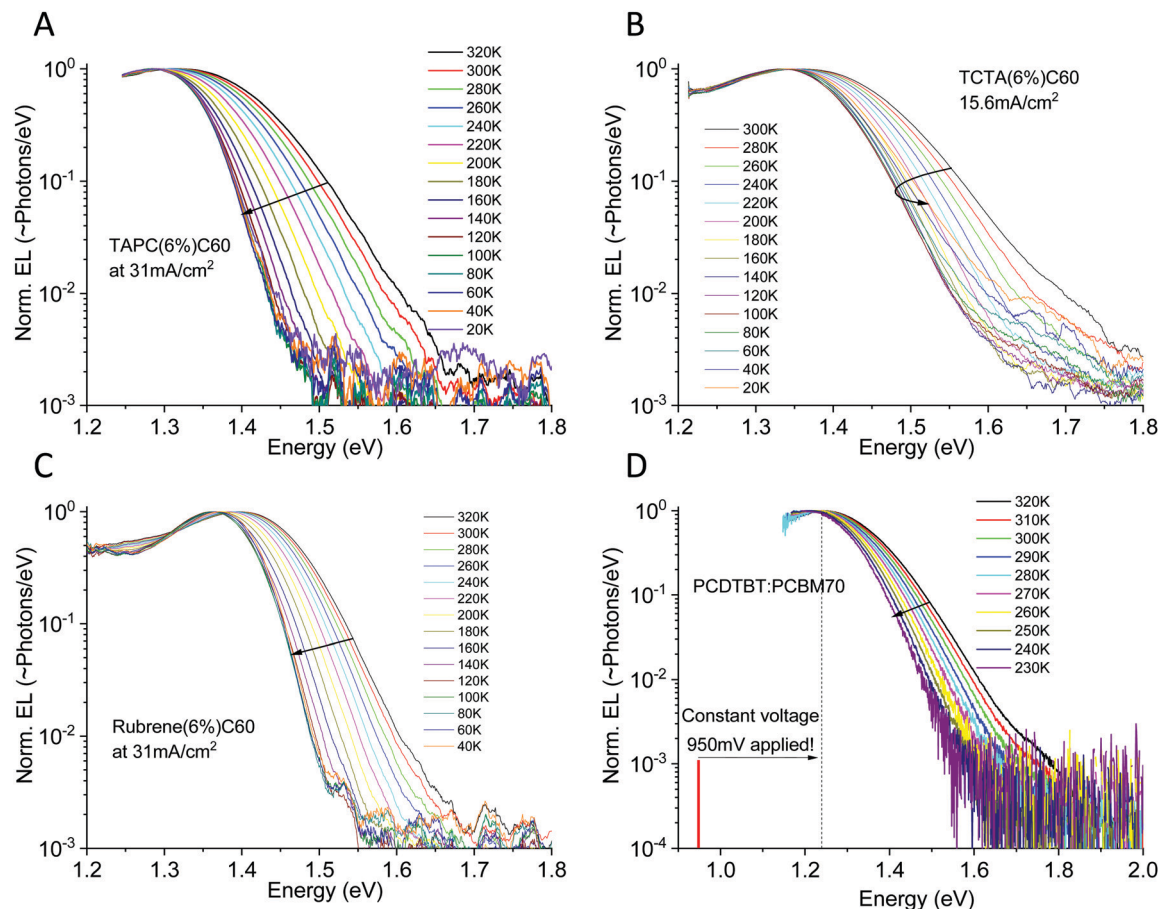 A
Norm. EL (~Photons/eV)
10⁰
10⁻¹
10⁻²
10⁻³
1.2 1.3 1.4 1.5 1.6 1.7 1.8
Energy (eV)
TAPC(6%)C60
at 31mA/cm²
320K
300K
280K
260K
240K
220K
200K
180K
160K
140K
120K
100K
80K
60K
40K
20K
B
Norm. EL (~Photons/eV)
10⁰
10⁻¹
10⁻²
10⁻³
1.2 1.3 1.4 1.5 1.6 1.7 1.8
Energy (eV)
TCTA(6%)C60
15.6mA/cm²
300K
280K
260K
240K
220K
200K
180K
160K
140K
120K
100K
80K
60K
40K
20K
C
Norm. EL (~Photons/eV)
10⁰
10⁻¹
10⁻²
10⁻³
1.2 1.3 1.4 1.5 1.6 1.7 1.8
Energy (eV)
Rubrene(6%)C60
at 31mA/cm²
320K
300K
280K
260K
240K
220K
200K
180K
160K
140K
120K
100K
80K
60K
40K
D
Norm. EL (~Photons/eV)
10⁰
10⁻¹
10⁻²
10⁻³
10⁻⁴
1.0 1.2 1.4 1.6 1.8 2.0
Energy (eV)
PCDTBT:PCBM70
Constant voltage
950mV applied!
320K
310K
300K
290K
280K
270K
260K
250K
240K
230K